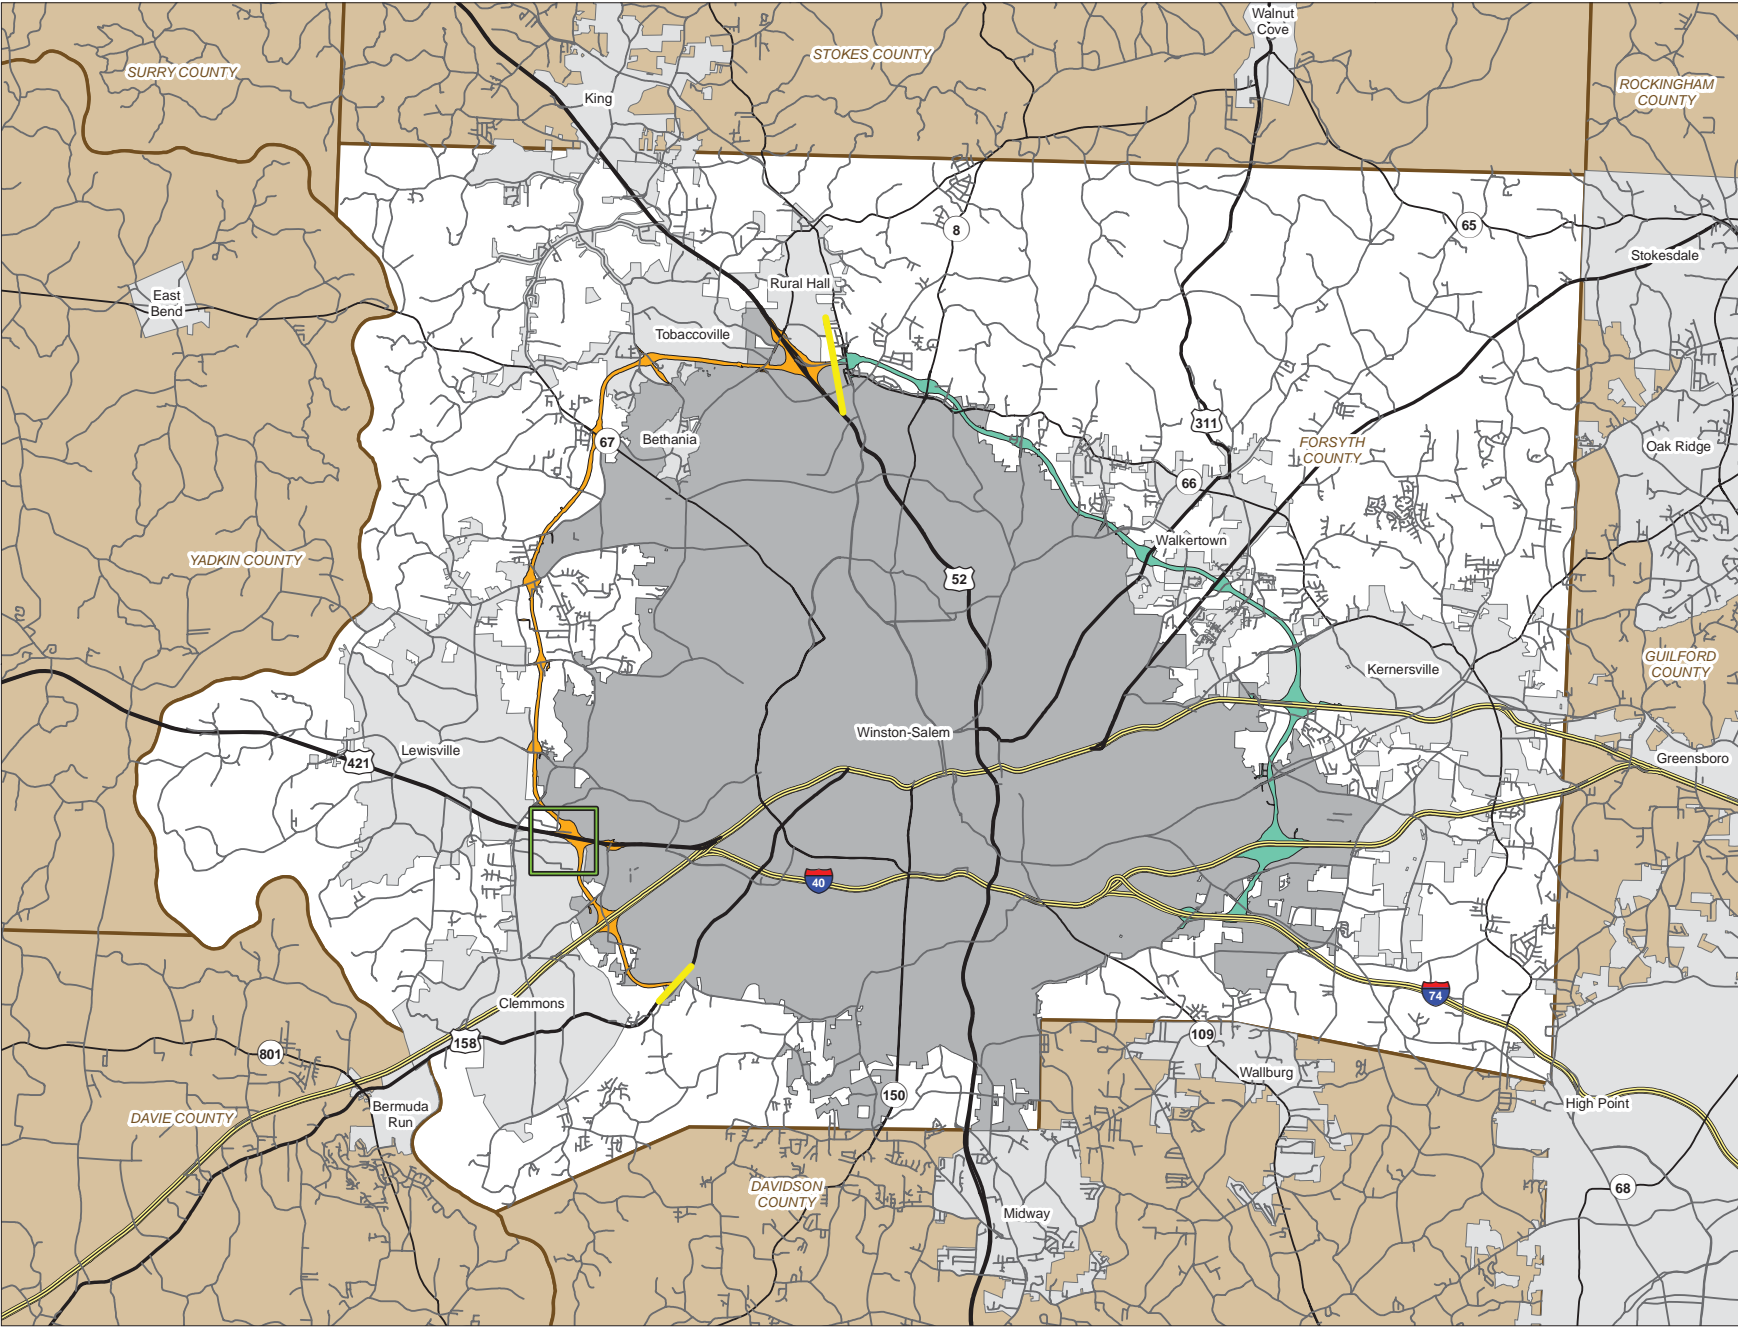 Walnut
Cove
STOKES COUNTY
SURRY COUNTY
ROCKINGHAM
COUNTY
King
8
65
Stokesdale
East
Bend
Rural Hall
Tobaccoville
311
FORSYTH
COUNTY
67
Bethania
Oak Ridge
66
Walkertown
YADKIN COUNTY
52
GUILFORD
COUNTY
Kernersville
Winston-Salem
Lewisville
421
Greensboro
40
74
Clemmons
109
158
801
Wallburg
150
High Point
Bermuda
Run
DAVIE COUNTY
DAVIDSON
COUNTY
68
Midway